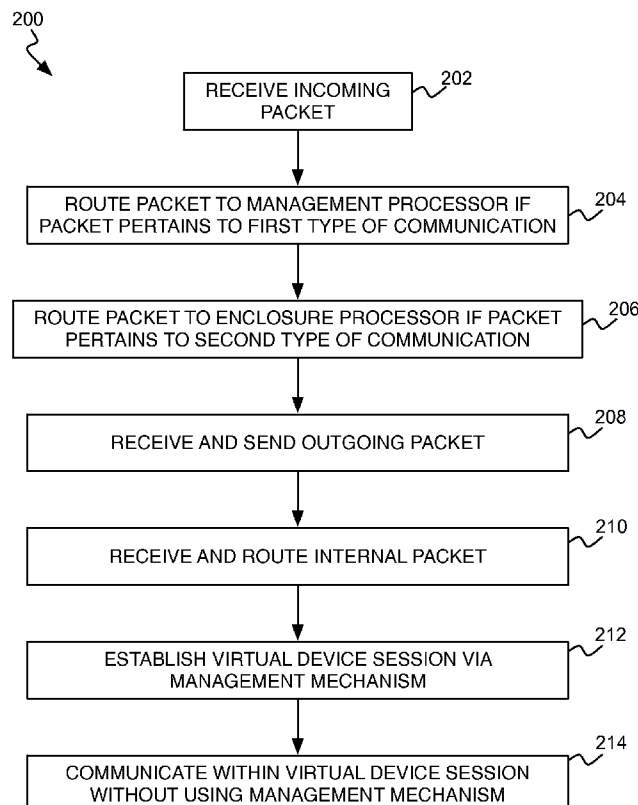 200
202
RECEIVE INCOMING
PACKET
204
ROUTE PACKET TO MANAGEMENT PROCESSOR IF
PACKET PERTAINS TO FIRST TYPE OF COMMUNICATION
206
ROUTE PACKET TO ENCLOSURE PROCESSOR IF PACKET
PERTAINS TO SECOND TYPE OF COMMUNICATION
208
RECEIVE AND SEND OUTGOING PACKET
210
RECEIVE AND ROUTE INTERNAL PACKET
212
ESTABLISH VIRTUAL DEVICE SESSION VIA
MANAGEMENT MECHANISM
214
COMMUNICATE WITHIN VIRTUAL DEVICE SESSION
WITHOUT USING MANAGEMENT MECHANISM